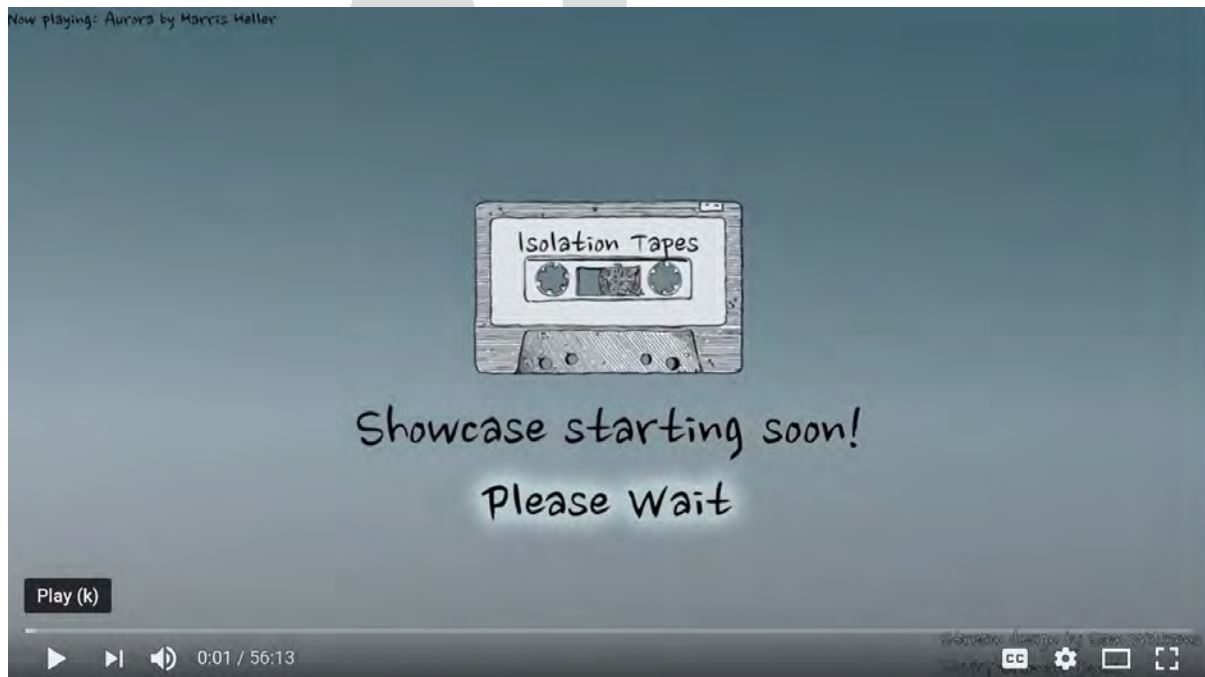 Now playing: Aurora by Harris Heller
Isolation Tapes
Showcase starting soon!
Please Wait
Play (k)
0:01 / 56:13
CC